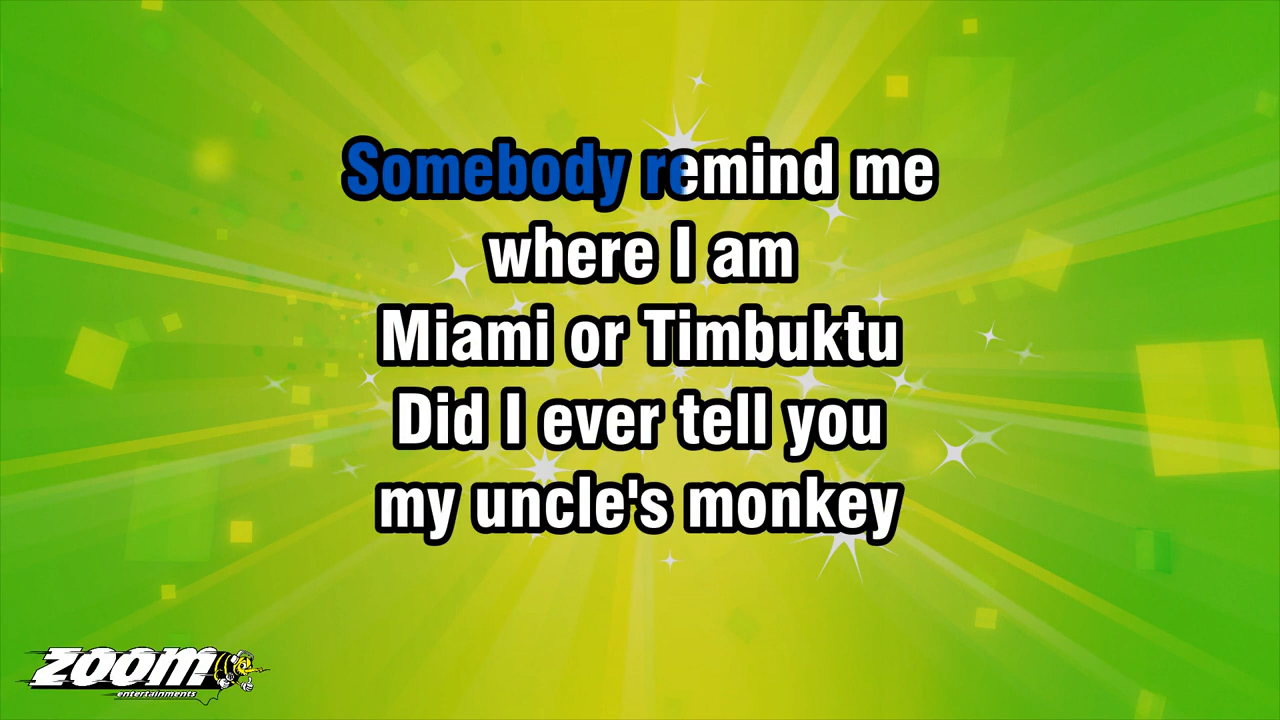 Somebody remind me
where I am
Miami or Timbuktu
Did I ever tell you
my uncle's monkey
zoom
entertainments